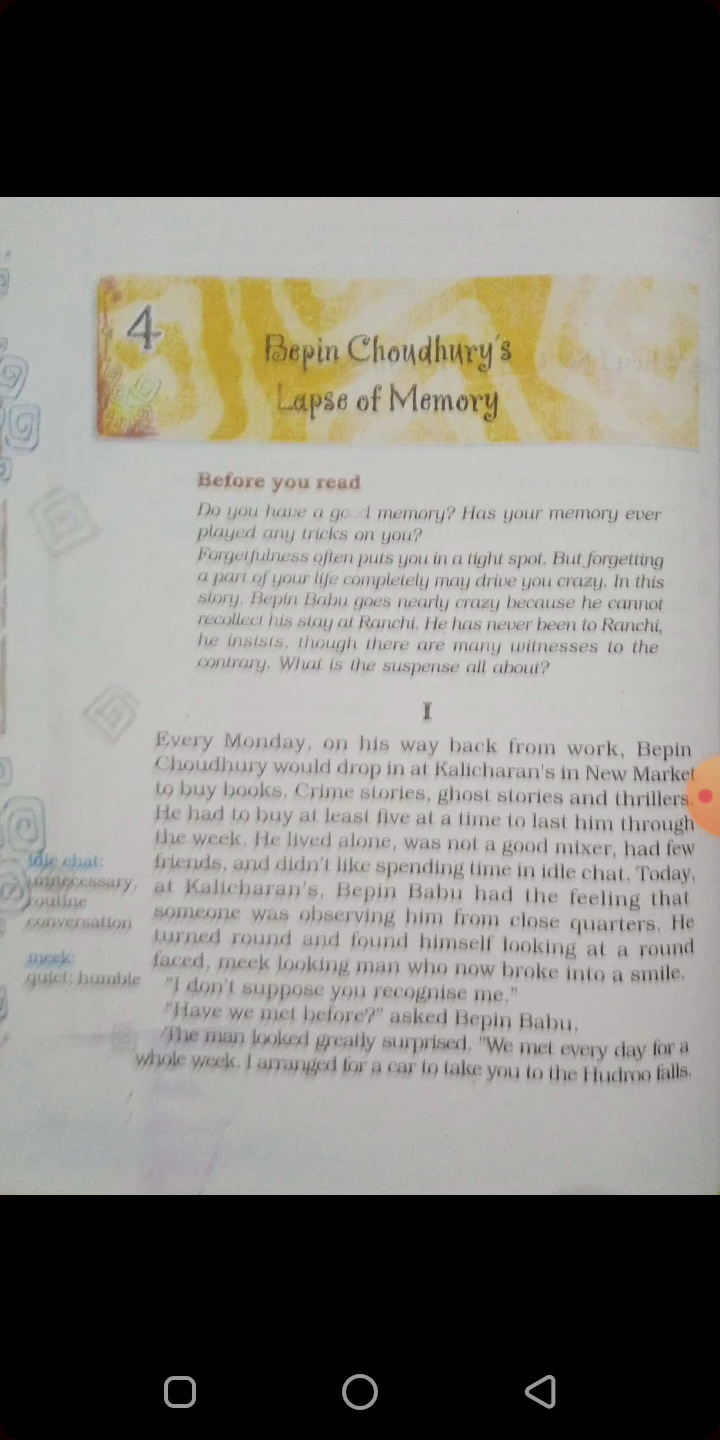 4
Bepin Choudhury's
Lapse of Memory
Before you read
Do you have a go d memory? Has your memory ever
played any tricks on you?
Forgetfulness often puts you in a tight spot. But forgetting
a part of your life completely may drive you crazy. In this
story, Bepin Babu goes nearly crazy because he cannot
recollect his stay at Ranchi. He has never been to Ranchi,
he insists, though there are many witnesses to the
contrary. What is the suspense all about?
I
Every Monday, on his way back from work, Bepin
Choudhury would drop in at Kalicharan's in New Market
to buy books. Crime stories, ghost stories and thrillers.
He had to buy at least five at a time to last him through
the week. He lived alone, was not a good mixer, had few
friends, and didn't like spending time in idle chat. Today,
at Kalicharan's, Bepin Babu had the feeling that
someone was observing him from close quarters. He
turned round and found himself looking at a round
faced, meek looking man who now broke into a smile.
"I don't suppose you recognise me."
"Have we met before?" asked Bepin Babu.
The man looked greatly surprised. "We met every day for a
whole week. I arranged for a car to take you to the Hudroo falls.
idle chat:
unnecessary,
routine
conversation
meek:
quiet; humble